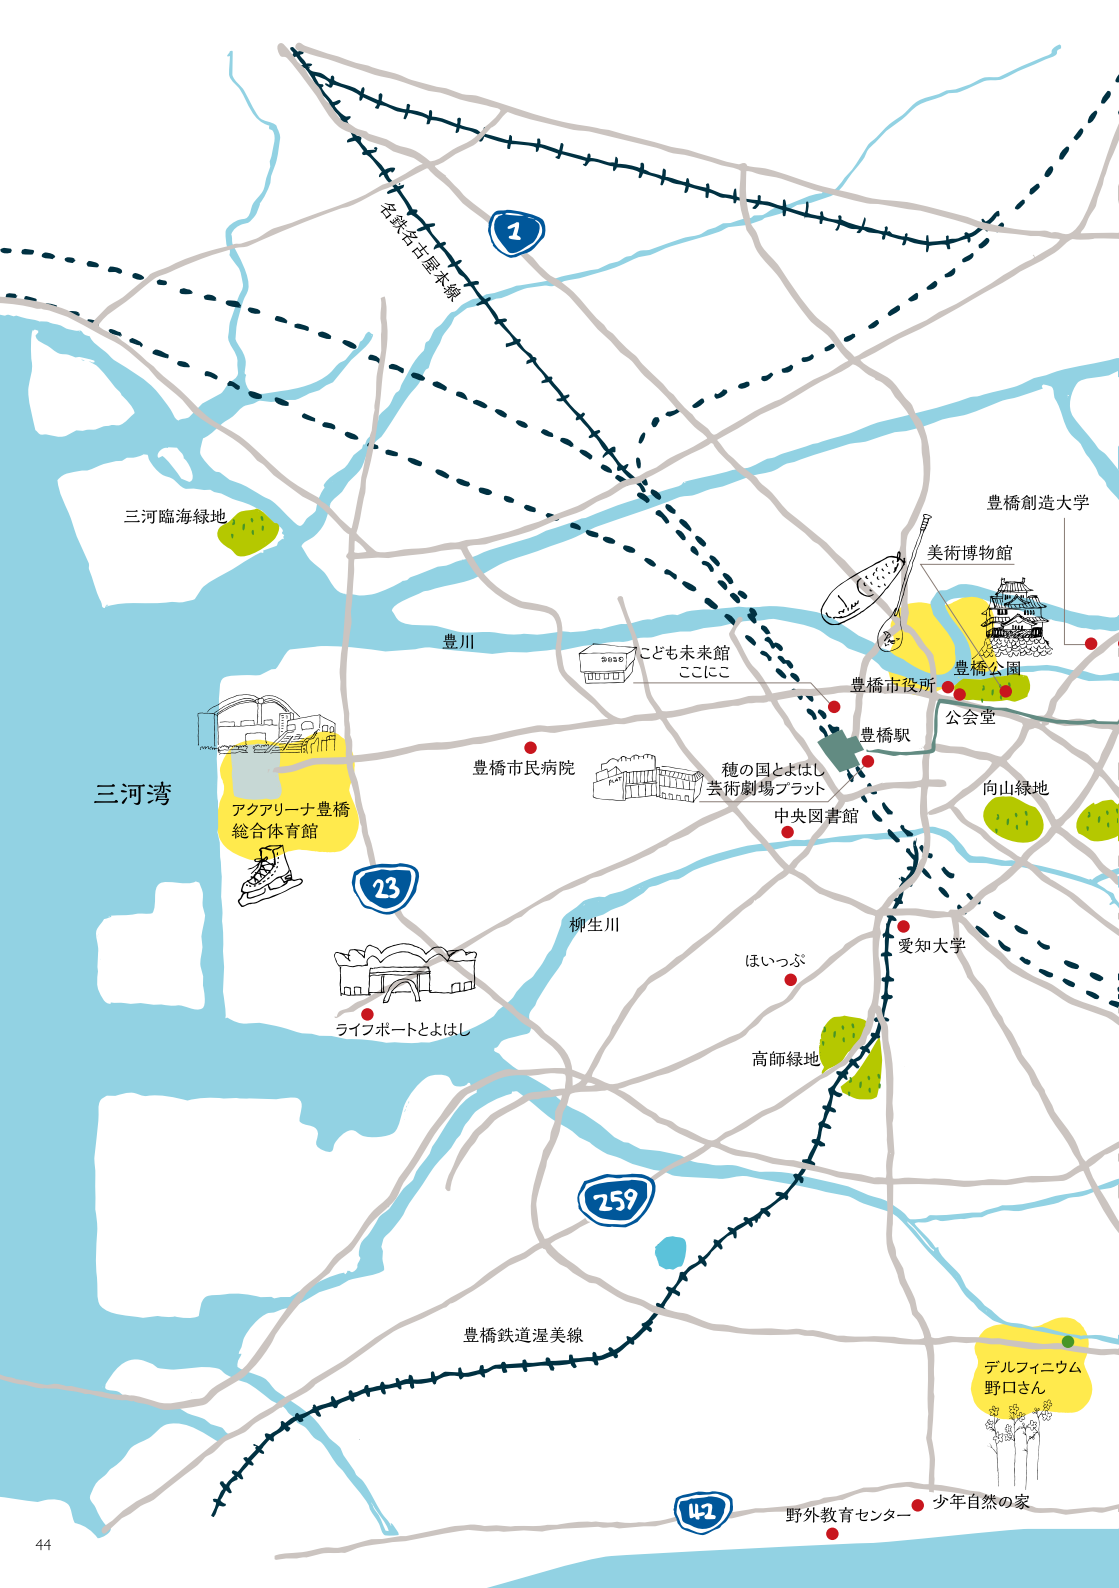 1
名鉄名古屋本線
豊橋創造大学
三河臨海緑地
美術博物館
豊川
こども未来館
ここにこ
豊橋公園
豊橋市役所
公会堂
豊橋駅
豊橋市民病院
穂の国とよはし
芸術劇場プラット
PLAT
三河湾
向山緑地
アクアリーナ豊橋
総合体育館
中央図書館
23
柳生川
愛知大学
ほいっぷ
ライフポートとよはし
高師緑地
259
豊橋鉄道渥美線
デルフィニウム
野口さん
42
野外教育センター
少年自然の家
44